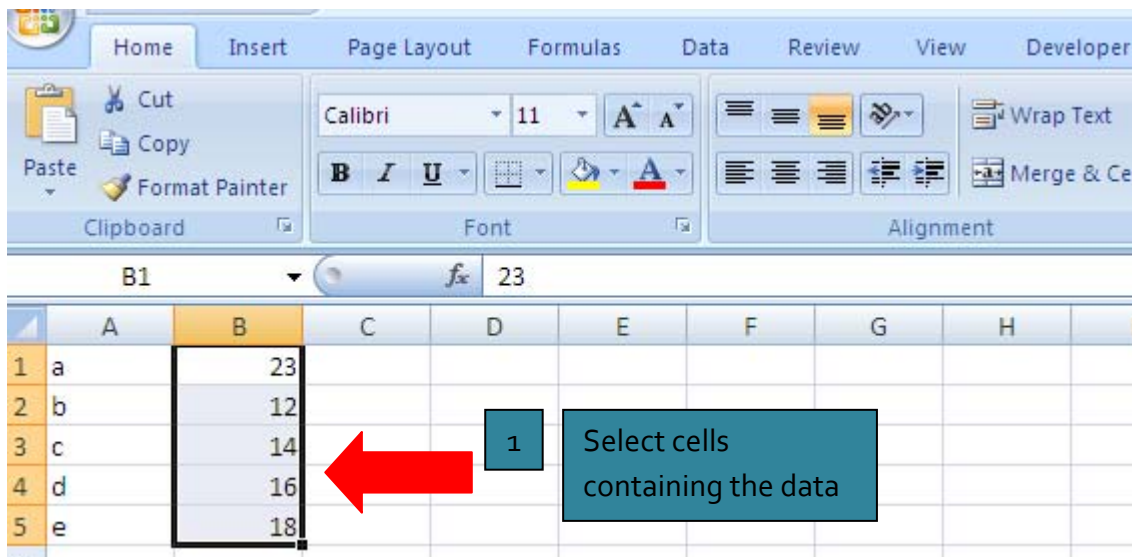 Home Insert Page Layout Formulas Data Review View Developer
Cut
Copy
Paste
Format Painter
Calibri 11 A A Wrap Text
B I U A Merge & Ce
Clipboard Font Alignment
B1 fx 23
A B C D E F G H
1 a 23
2 b 12
3 c 14
4 d 16
5 e 18
1 Select cells
containing the data